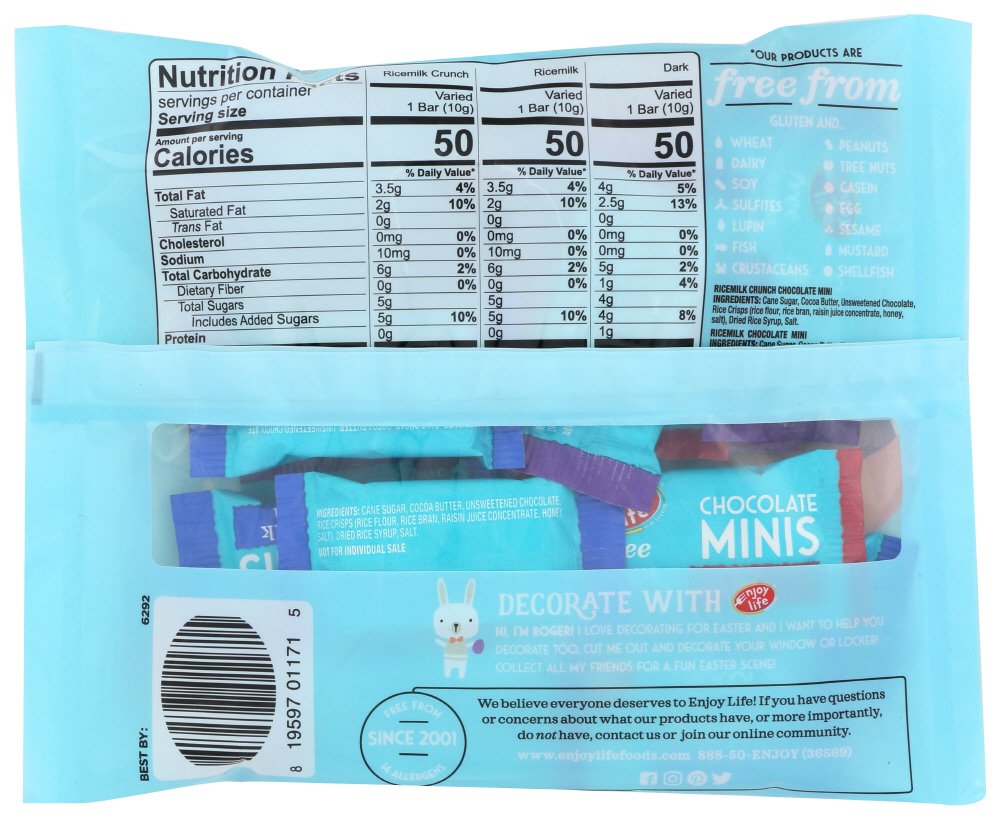 Nutrition
servings per container
Serving size
Amount per serving
Calories
Ricemilk Crunch Ricemilk Dark
Varied Varied Varied
1 Bar (10g) 1 Bar (10g) 1 Bar (10g)
50 50 50
% Daily Value* % Daily Value* % Daily Value*
Total Fat 3.5g 4% 3.5g 4% 4g 5%
Saturated Fat 2g 10% 2g 10% 2.5g 13%
Trans Fat 0g 0g 0g
Cholesterol 0mg 0% 0mg 0% 0mg 0%
Sodium 10mg 0% 10mg 0% 0mg 0%
Total Carbohydrate 6g 2% 6g 2% 5g 2%
Dietary Fiber 0g 0% 0g 0% 1g 4%
Total Sugars 5g 5g 4g
Includes Added Sugars 5g 10% 5g 10% 4g 8%
Protein 0g 0g 1g
*OUR PRODUCTS ARE
free from
GLUTEN AND...
WHEAT PEANUTS
DAIRY TREE NUTS
SOY CASEIN
SULFITES EGG
LUPIN SESAME
FISH MUSTARD
CRUSTACEANS SHELLFISH
RICEMILK CRUNCH CHOCOLATE MINI
INGREDIENTS: Cane Sugar, Cocoa Butter, Unsweetened Chocolate,
Rice Crisps (rice flour, rice bran, raisin juice concentrate, honey,
salt), Dried Rice Syrup, Salt.
RICEMILK CHOCOLATE MINI
INGREDIENTS: Cane Sugar,
INGREDIENTS: CANE SUGAR, COCOA BUTTER, UNSWEETENED CHOCOLATE,
RICE CRISPS (RICE FLOUR, RICE BRAN, RAISIN JUICE CONCENTRATE, HONEY,
SALT), DRIED RICE SYRUP, SALT.
NOT FOR INDIVIDUAL SALE
CHOCOLATE
MINIS
DECORATE WITH
Enjoy
life
HI, I'M ROGER! I LOVE DECORATING FOR EASTER AND I WANT TO HELP YOU
DECORATE TOO. CUT ME OUT AND DECORATE YOUR WINDOW OR LOCKER!
COLLECT ALL MY FRIENDS FOR A FUN EASTER SCENE!
BEST BY: 6292
8 19597 01171 5
FREE FROM
SINCE 2001
14 ALLERGENS
We believe everyone deserves to Enjoy Life! If you have questions
or concerns about what our products have, or more importantly,
do not have, contact us or join our online community.
www.enjoylifefoods.com 888-50-ENJOY (36569)